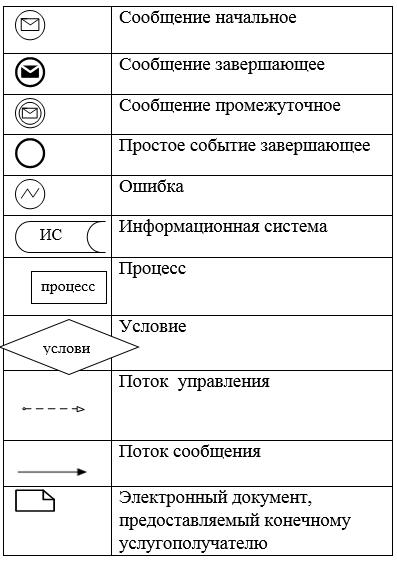 Сообщение начальное
Сообщение завершающее
Сообщение промежуточное
Простое событие завершающее
Ошибка
ИС
Информационная система
Процесс
процесс
Условие
услови
Поток управления
Поток сообщения
Электронный документ,
предоставляемый конечному
услугополучателю